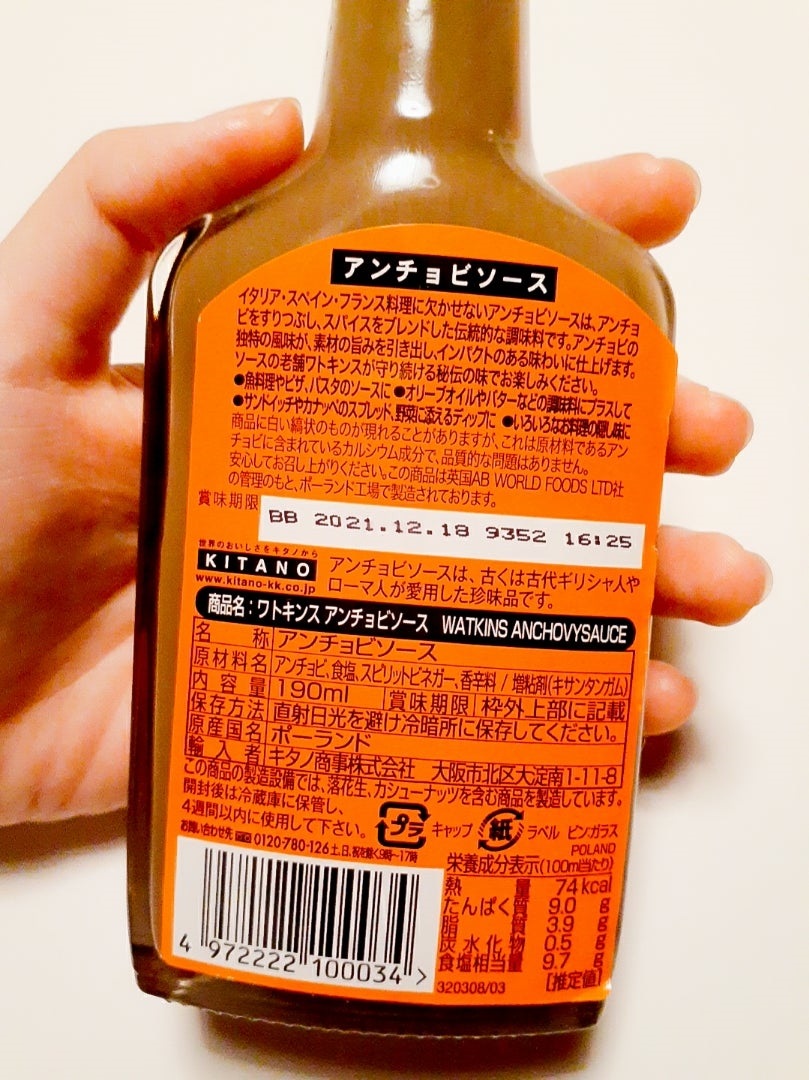 アンチョビソース
イタリア・スペイン・フランス料理に欠かせないアンチョビソースは、アンチョ
ビをすりつぶし、スパイスをブレンドした伝統的な調味料です。アンチョビの
独特の風味が、素材の旨みを引き出し、インパクトのある味わいに仕上げます。
ソースの老舗ワトキンスが守り続ける秘伝の味でお楽しみください。
●魚料理やピザ、パスタのソースに ●オリーブオイルやバターなどの調味料にプラスして
●サンドイッチやカナッペのスプレッド、野菜に添えるディップに ●いろいろなお料理の隠し味に
商品に白い縞状のものが現れることがありますが、これは原材料であるアン
チョビに含まれているカルシウム成分で、品質的な問題はありません。
安心してお召し上がりください。この商品は英国AB WORLD FOODS LTD社
の管理のもと、ポーランド工場で製造されております。
賞味期限 BB 2021.12.18 9352 16:25
世界のおいしさをキタノから
KITANO
www.kitano-kk.co.jp
アンチョビソースは、古くは古代ギリシャ人や
ローマ人が愛用した珍味品です。
商品名:ワトキンス アンチョビソース WATKINS ANCHOVYSAUCE
名称 アンチョビソース
原材料名 アンチョビ、食塩、スピリットビネガー、香辛料 / 増粘剤(キサンタンガム)
内容量 190ml 賞味期限 枠外上部に記載
保存方法 直射日光を避け冷暗所に保存してください。
原産国名 ポーランド
輸入者 キタノ商事株式会社 大阪市北区大淀南1-11-8
この商品の製造設備では、落花生、カシューナッツを含む商品を製造しています。
開封後は冷蔵庫に保管し、
4週間以内に使用して下さい。
プラ キャップ 紙 ラベル ビン:ガラス
お問い合わせ先 0120-780-126 土、日、祝を除く9時〜17時
POLAND
栄養成分表示(100ml当たり)
熱量 74kcal
たんぱく質 9.0 g
脂質 3.9 g
炭水化物 0.5 g
食塩相当量 9.7 g
[推定値]
320308/03
4 972222 100034 >